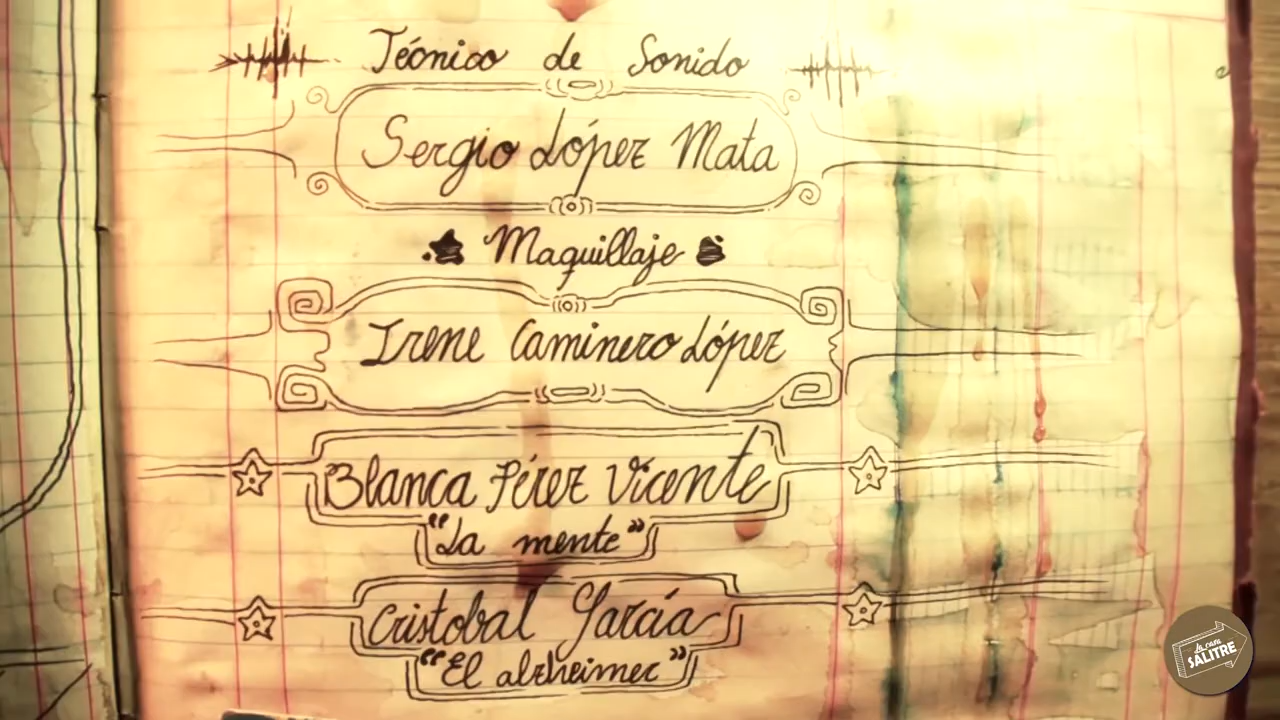 Técnico de Sonido
Sergio López Mata
Maquillaje
Irene Caminero López
Blanca Pérez Vicente
"La mente"
Cristobal García
"El alzheimer"
La cara
SALITRE